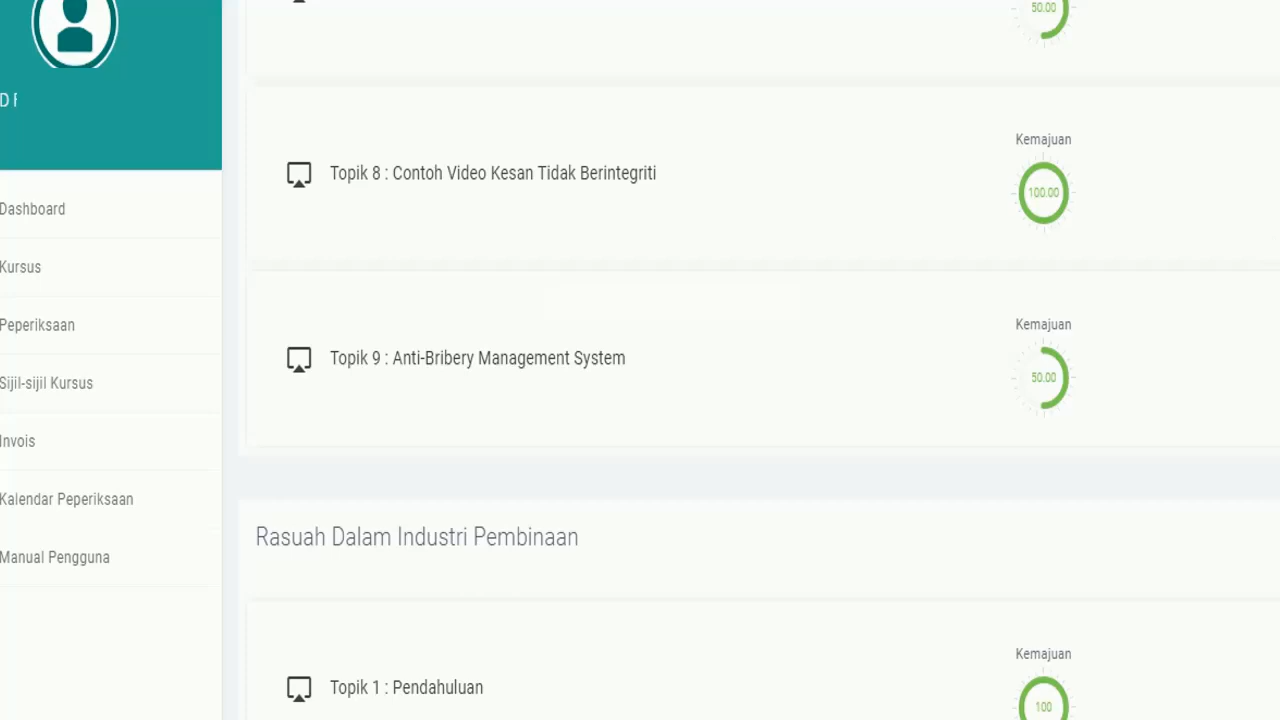 50.00
D F
Kemajuan
Topik 8 : Contoh Video Kesan Tidak Berintegriti
100.00
Dashboard
Kursus
Kemajuan
Peperiksaan
Topik 9 : Anti-Bribery Management System
50.00
Sijil-sijil Kursus
Invois
Kalendar Peperiksaan
Rasuah Dalam Industri Pembinaan
Manual Pengguna
Kemajuan
Topik 1 : Pendahuluan
100